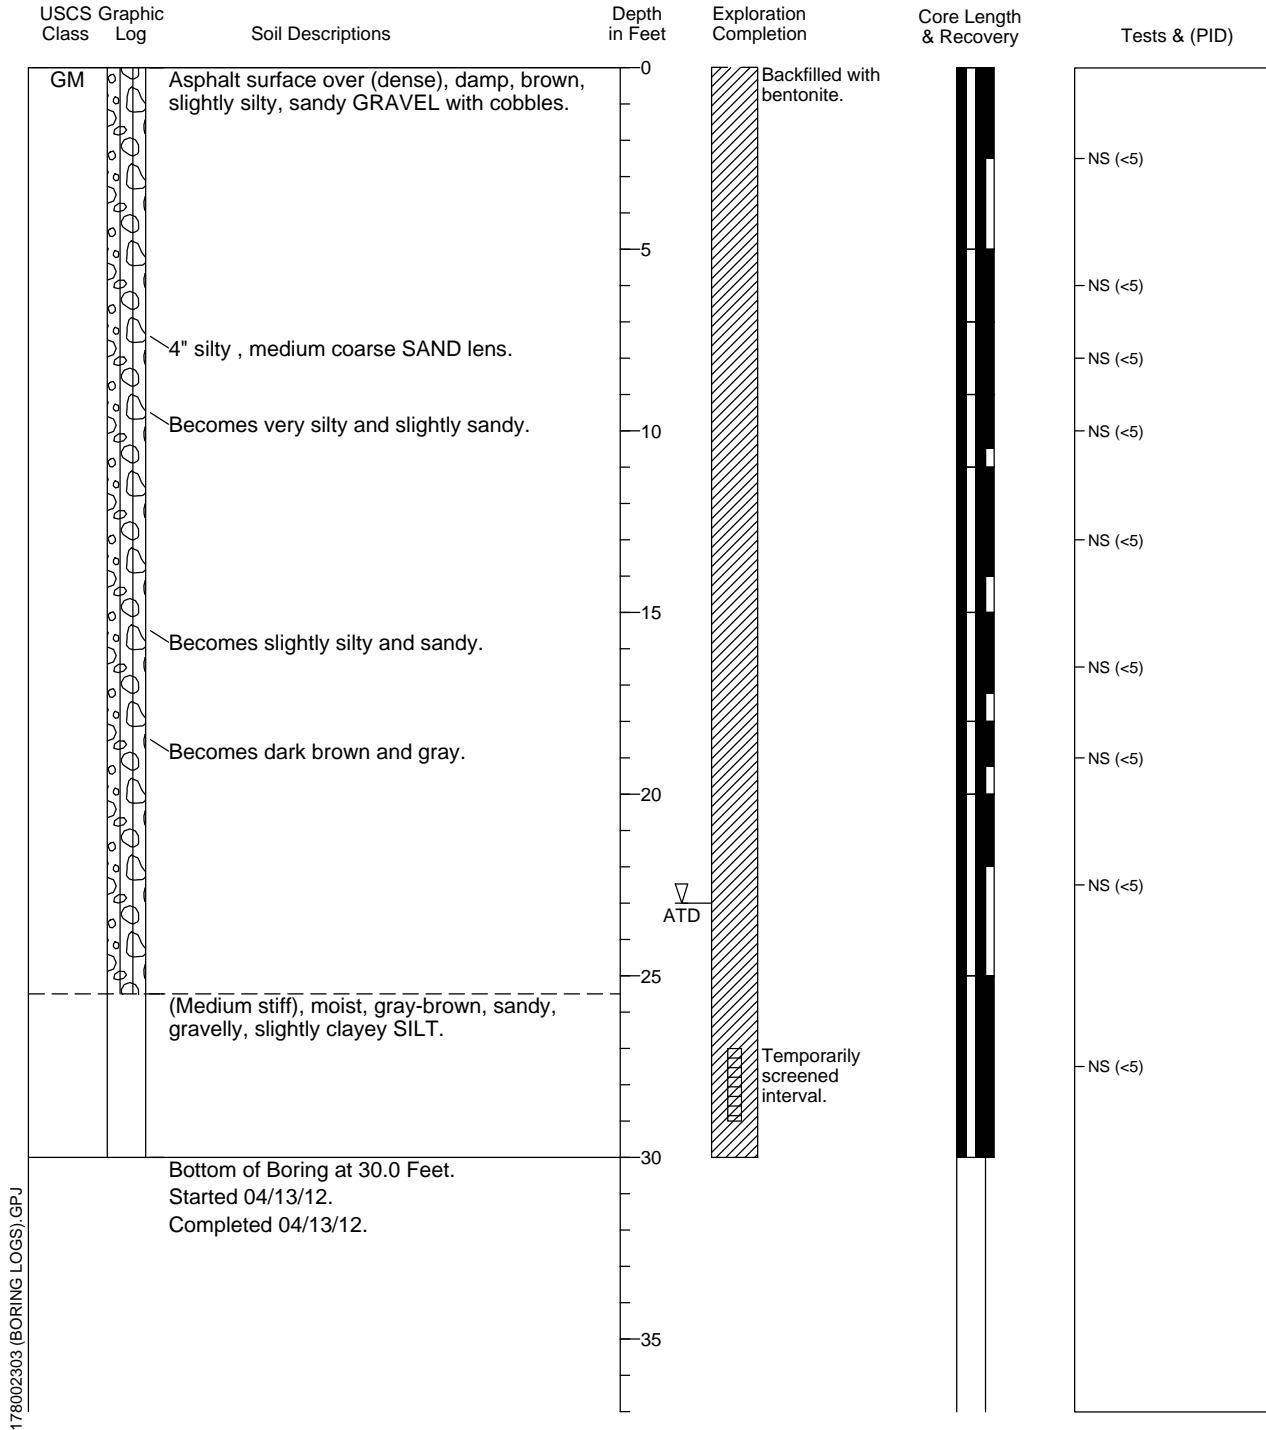 USCS Graphic
Class Log
Soil Descriptions
Depth
in Feet
Exploration
Completion
Core Length
& Recovery
Tests & (PID)
GM
Asphalt surface over (dense), damp, brown,
slightly silty, sandy GRAVEL with cobbles.
0
Backfilled with
bentonite.
NS (<5)
5
NS (<5)
4" silty , medium coarse SAND lens.
NS (<5)
Becomes very silty and slightly sandy.
10
NS (<5)
NS (<5)
15
Becomes slightly silty and sandy.
NS (<5)
Becomes dark brown and gray.
NS (<5)
20
NS (<5)
ATD
25
(Medium stiff), moist, gray-brown, sandy,
gravelly, slightly clayey SILT.
Temporarily
screened
interval.
NS (<5)
30
Bottom of Boring at 30.0 Feet.
Started 04/13/12.
Completed 04/13/12.
35
178002303 (BORING LOGS).GPJ